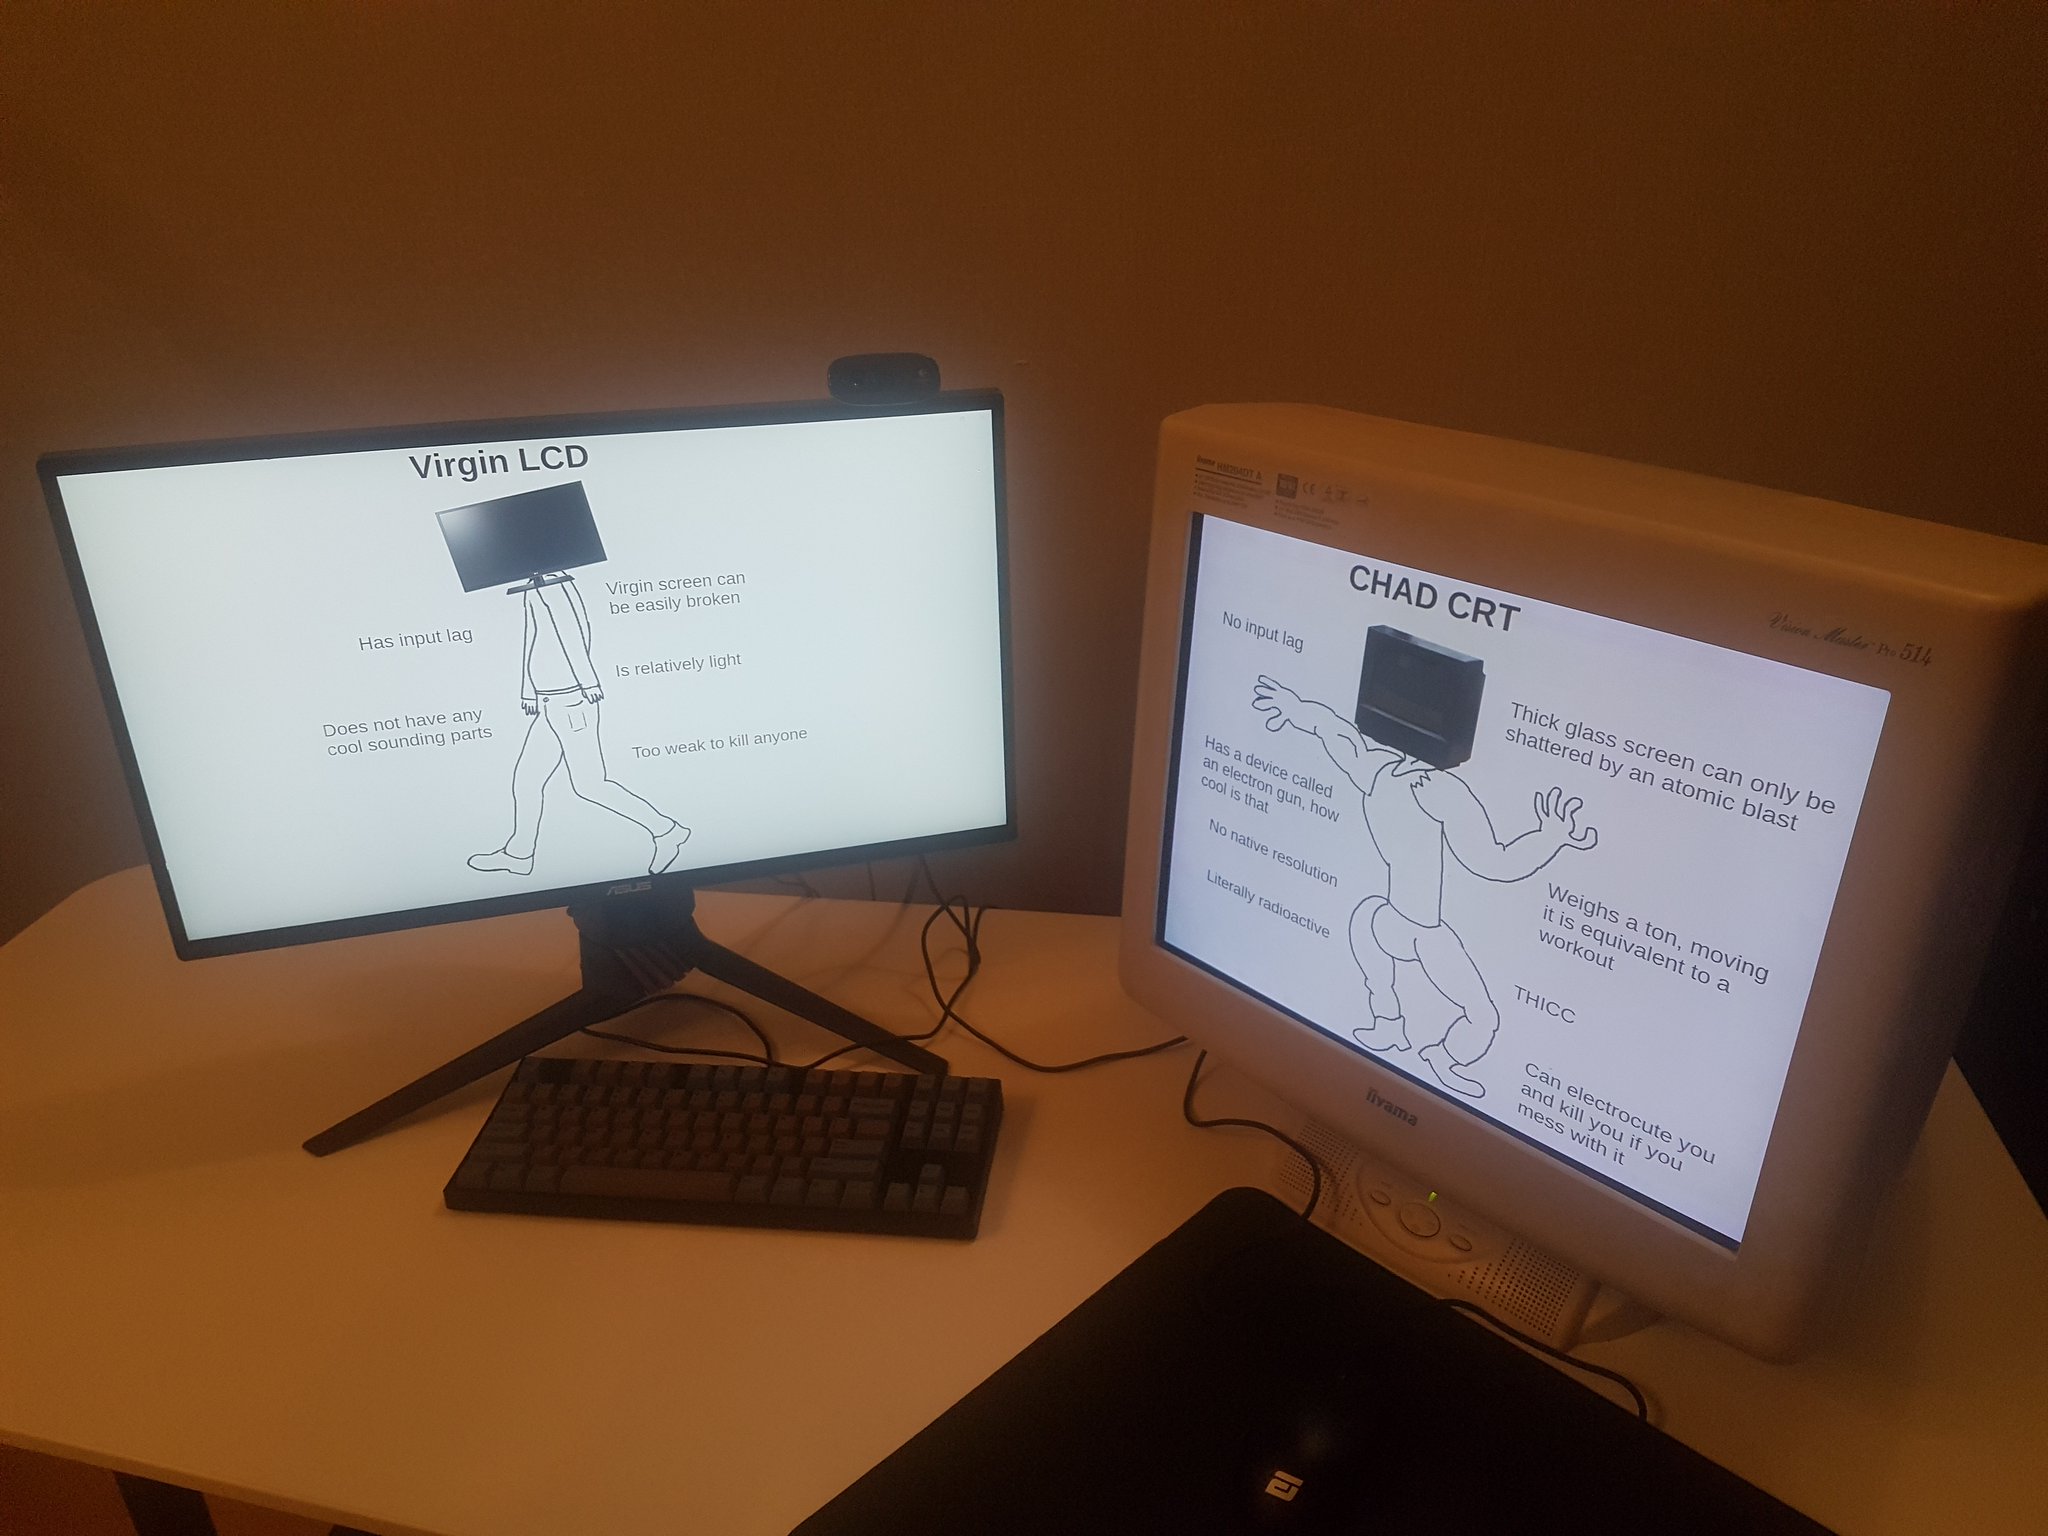 Virgin LCD
Virgin screen can
be easily broken
Has input lag
Is relatively light
Does not have any
cool sounding parts
Too weak to kill anyone
ASUS
HM204DT A
CE
Vision Master Pro 514
CHAD CRT
No input lag
Thick glass screen can only be
shattered by an atomic blast
Has a device called
an electron gun, how
cool is that
No native resolution
Literally radioactive
Weighs a ton, moving
it is equivalent to a
workout
THICC
Can electrocute you
and kill you if you
mess with it
iiyama